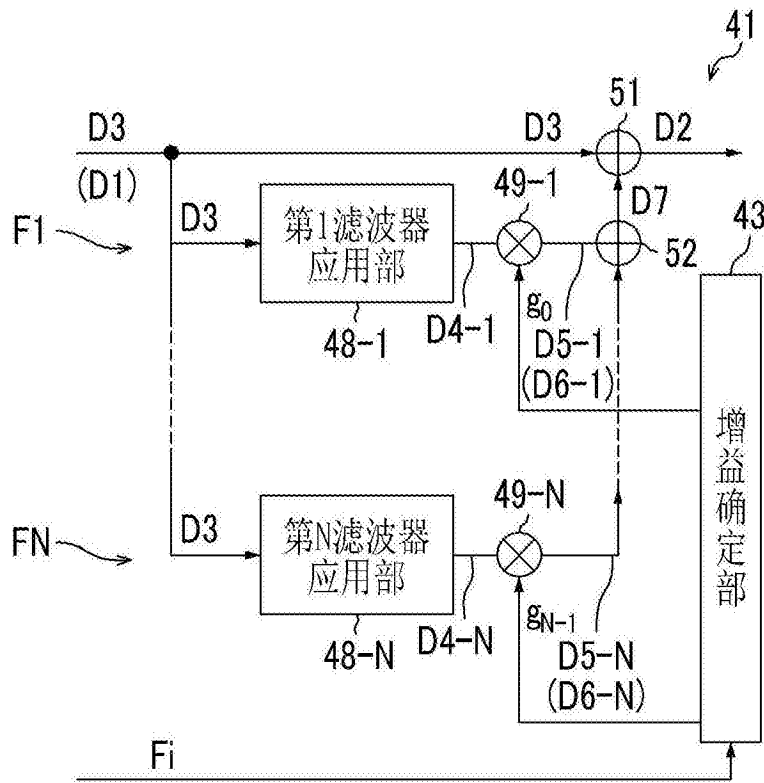 41
51
D3
D3
D2
(D1)
49-1
D7
F1
D3
第1滤波器
应用部
52
43
g0
48-1
D4-1
D5-1
(D6-1)
增益确定部
49-N
FN
D3
第N滤波器
应用部
gN-1
48-N
D4-N
D5-N
(D6-N)
Fi